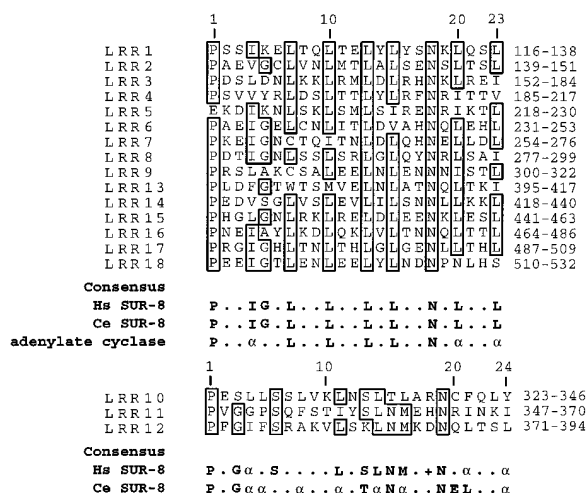 1 10 20 23
LRR1 PSSIKELTQLTELYLYSNKLQSL 116-138
LRR2 PAEVGCLVNLMTLALSENSLTSL 139-151
LRR3 PDSLDNLKKLRMLDLRHNKLREI 152-184
LRR4 PSVVYRLDSLTTLYLRFNRITTV 185-217
LRR5 EKDIKNLSKLSMLSIRENRIKTL 218-230
LRR6 PAEIGELCNLITLDVAHNQLEHL 231-253
LRR7 PKEIGNCTQITNLDLQHNELLDL 254-276
LRR8 PDTIGNLSSLSRLGLQYNRLSAI 277-299
LRR9 PRSLAKCSALEELNLENNNISTL 300-322
LRR13 PLDFGTWTSMVELNLATNQLTKI 395-417
LRR14 PEDVSGLVSLEVLILSNNLLKKL 418-440
LRR15 PHGLGNLRKLRELDLEENKLESL 441-463
LRR16 PNEIAYLKDLQKLVLTNNQLTTL 464-486
LRR17 PRGIGHLTNLTHLGLGENLLTHL 487-509
LRR18 PEEIGTLENLEELYLNDNPNLHS 510-532
Consensus
Hs SUR-8 P..IG.L..L..L.L..N.L..L
Ce SUR-8 P..IG.L..L..L.L..N.L..L
adenylate cyclase P..α..L..L..L.L..N.α..α
1 10 20 24
LRR10 PESLLSSLVKLNSLTLARNCFQLY 323-346
LRR11 PVGGPSQFSTIYSLNMEHNRINKI 347-370
LRR12 PFGIFSRAKVLSKLNMKDNQLTSL 371-394
Consensus
Hs SUR-8 P.Gα.S....L.SLNM.+N.α..α
Ce SUR-8 P.Gαα..α..α.TαNα..NEL..α